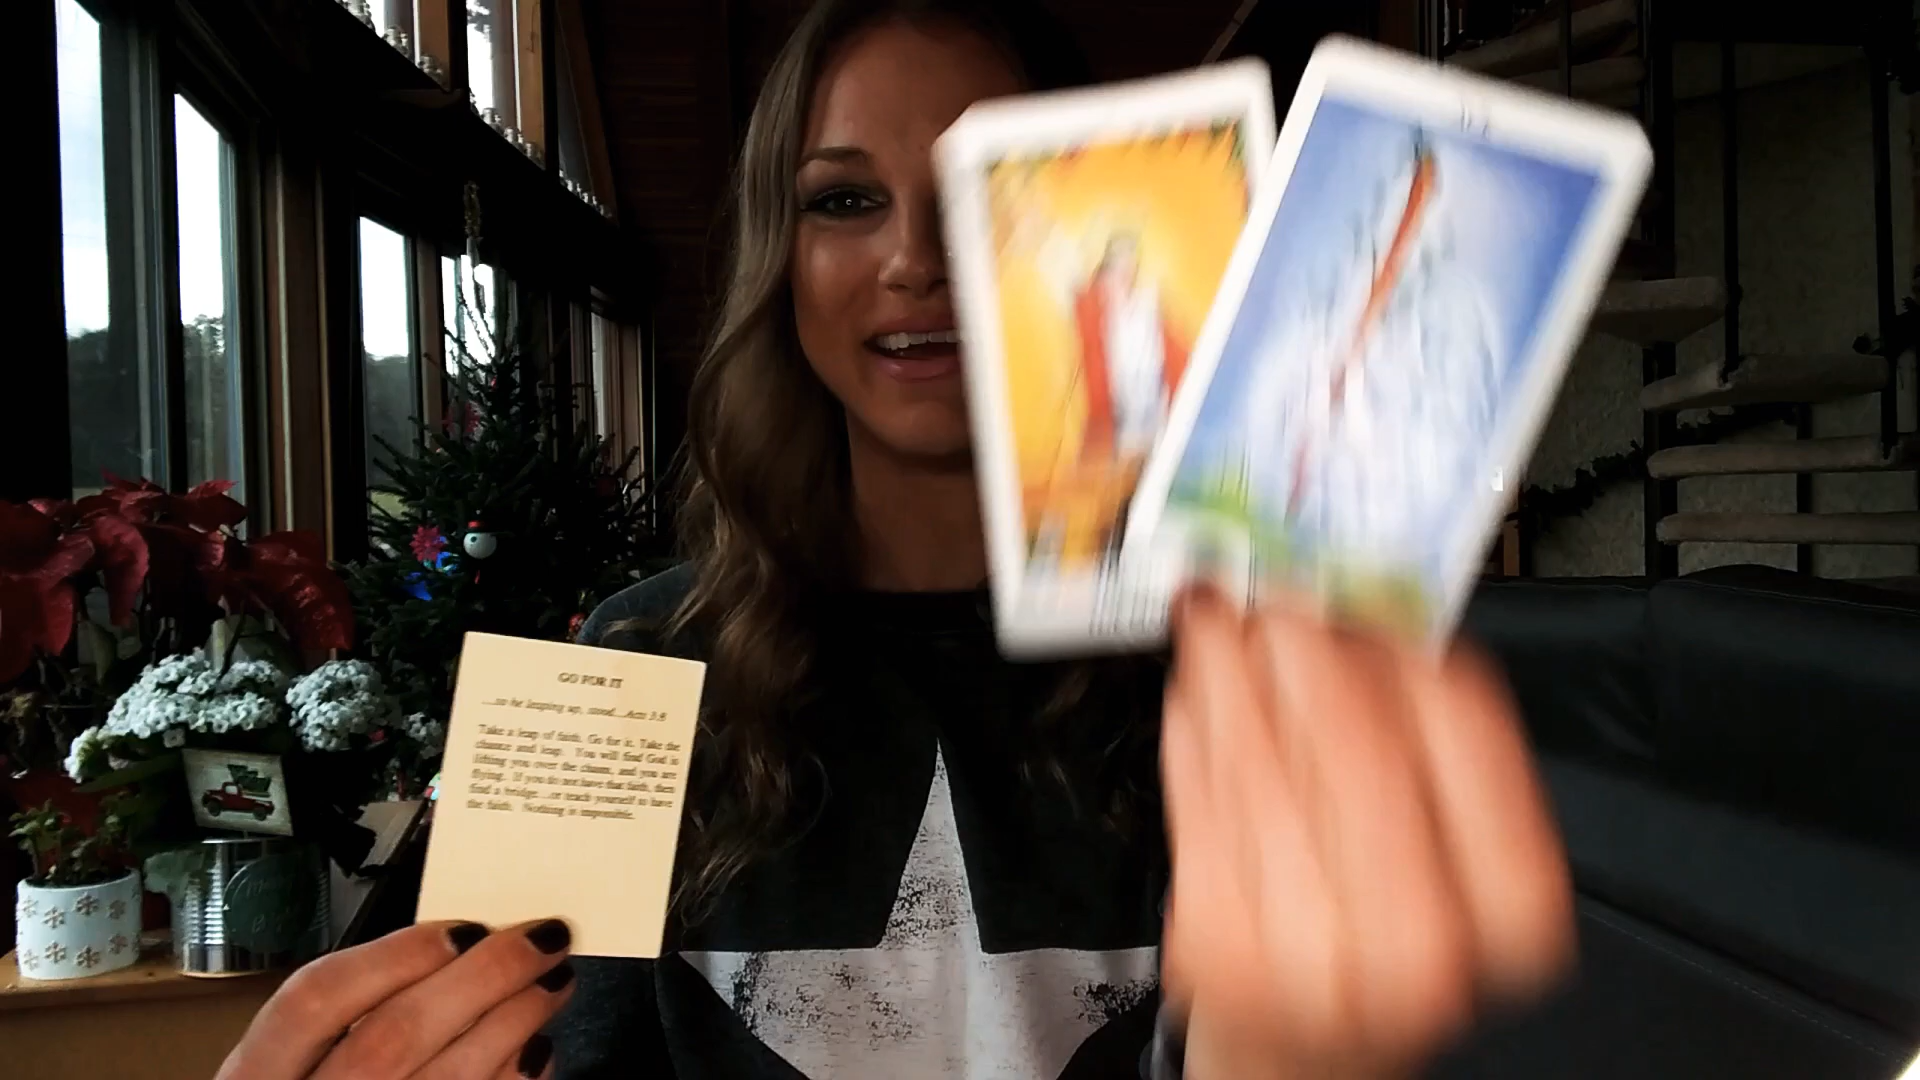 GO FOR IT
...so he leaping up, stood...Acts 3:8
Take a leap of faith. Go for it. Take the
chance and leap. You will find God is
lifting you over the chasm, and you are
flying. If you do not have that faith, then
find a bridge...or teach yourself to have
the faith. Nothing is impossible.